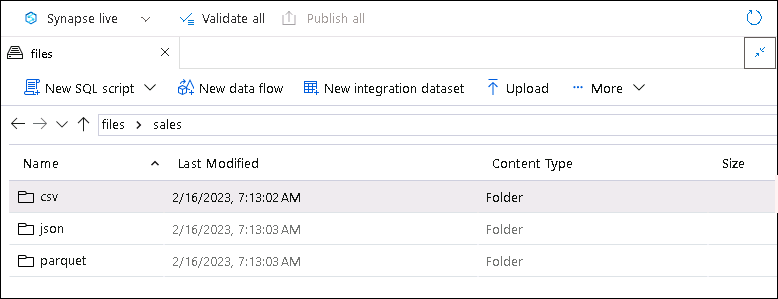 Synapse live Validate all Publish all
files
New SQL script New data flow New integration dataset Upload More
files sales
Name Last Modified Content Type Size
csv 2/16/2023, 7:13:02 AM Folder
json 2/16/2023, 7:13:03 AM Folder
parquet 2/16/2023, 7:13:03 AM Folder